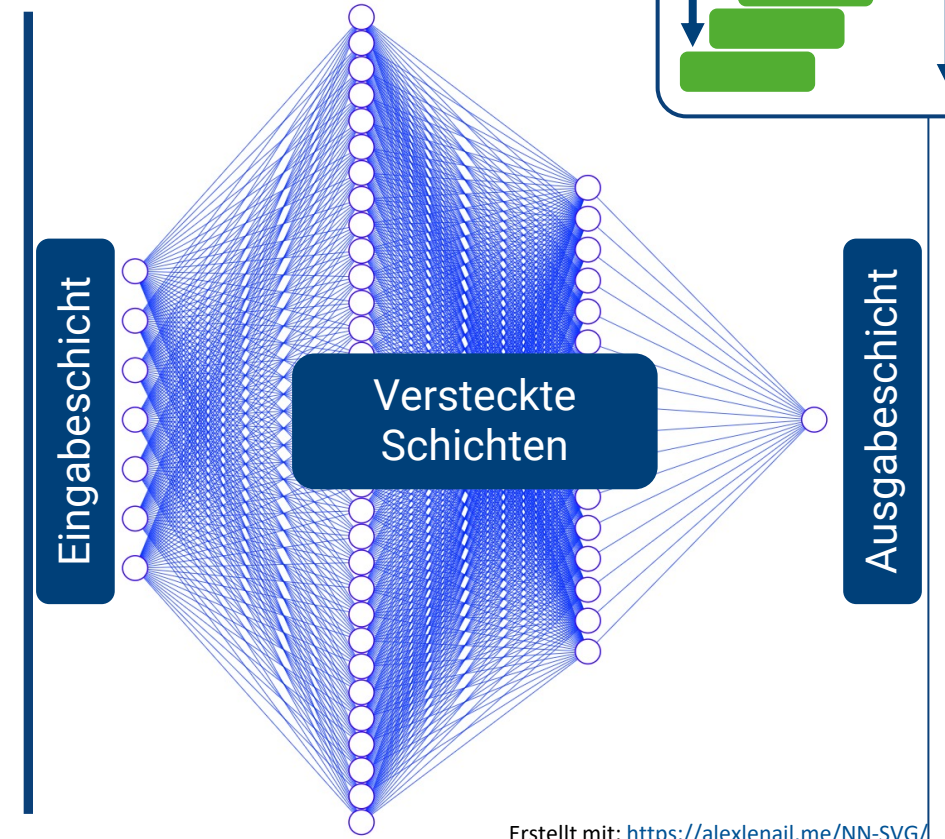 Eingabeschicht
Versteckte
Schichten
Ausgabeschicht
Erstellt mit: https://alexlenail.me/NN-SVG/